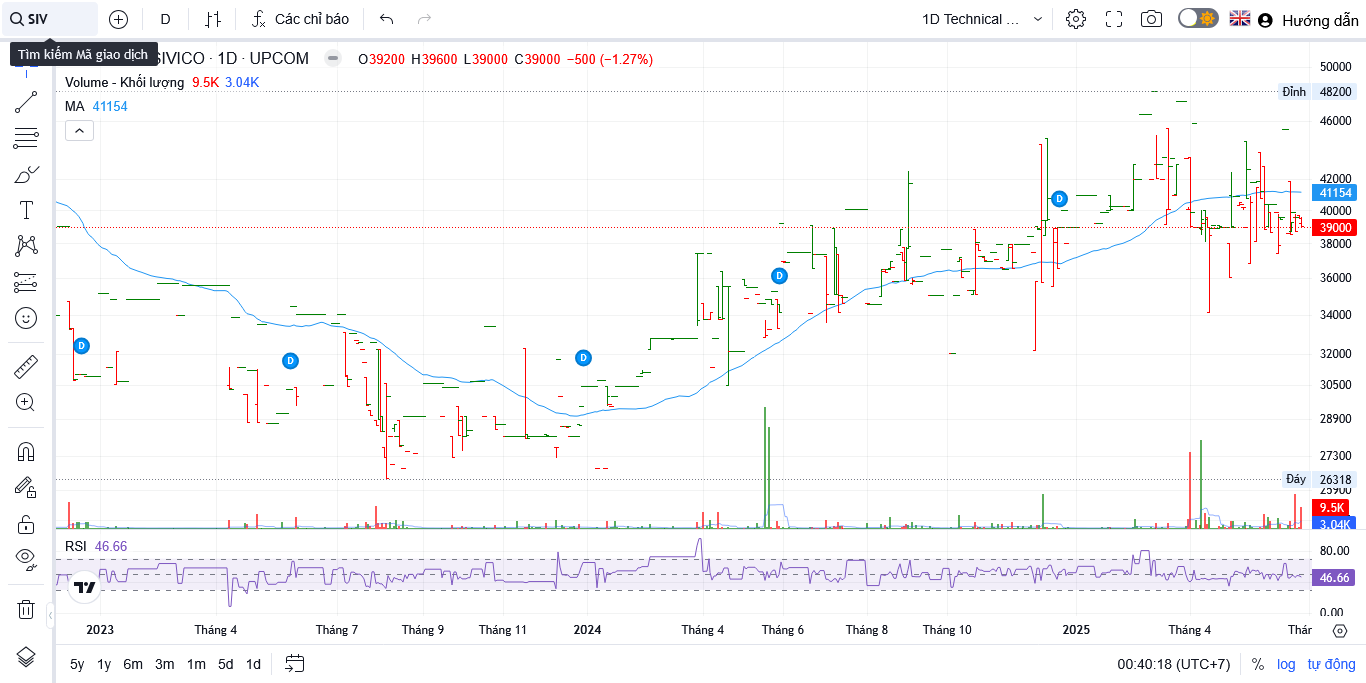 SIV D Các chỉ báo 1D Technical ... Hướng dẫn
Tìm kiếm Mã giao dịch
SIVICO · 1D · UPCOM O39200 H39600 L39000 C39000 −500 (−1.27%)
Volume - Khối lượng 9.5K 3.04K
MA 41154
50000
Đỉnh 48200
46000
42000
41154
40000
39000
38000
36000
34000
32000
30500
28900
27300
Đáy 26318
25900
9.5K
3.04K
D
D
D
D
D
RSI 46.66
80.00
46.66
0.00
2023 Tháng 4 Tháng 7 Tháng 9 Tháng 11 2024 Tháng 4 Tháng 6 Tháng 8 Tháng 10 2025 Tháng 4 Thár
5y 1y 6m 3m 1m 5d 1d 00:40:18 (UTC+7) % log tự động